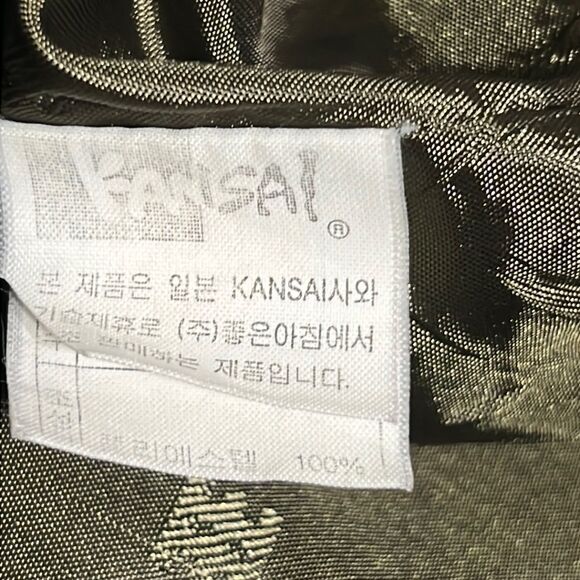 KANSAI
®
본 제품은 일본 KANSAI사와
기술제휴로 (주)좋은아침에서
판매하는 제품입니다.
폴리에스텔 100%